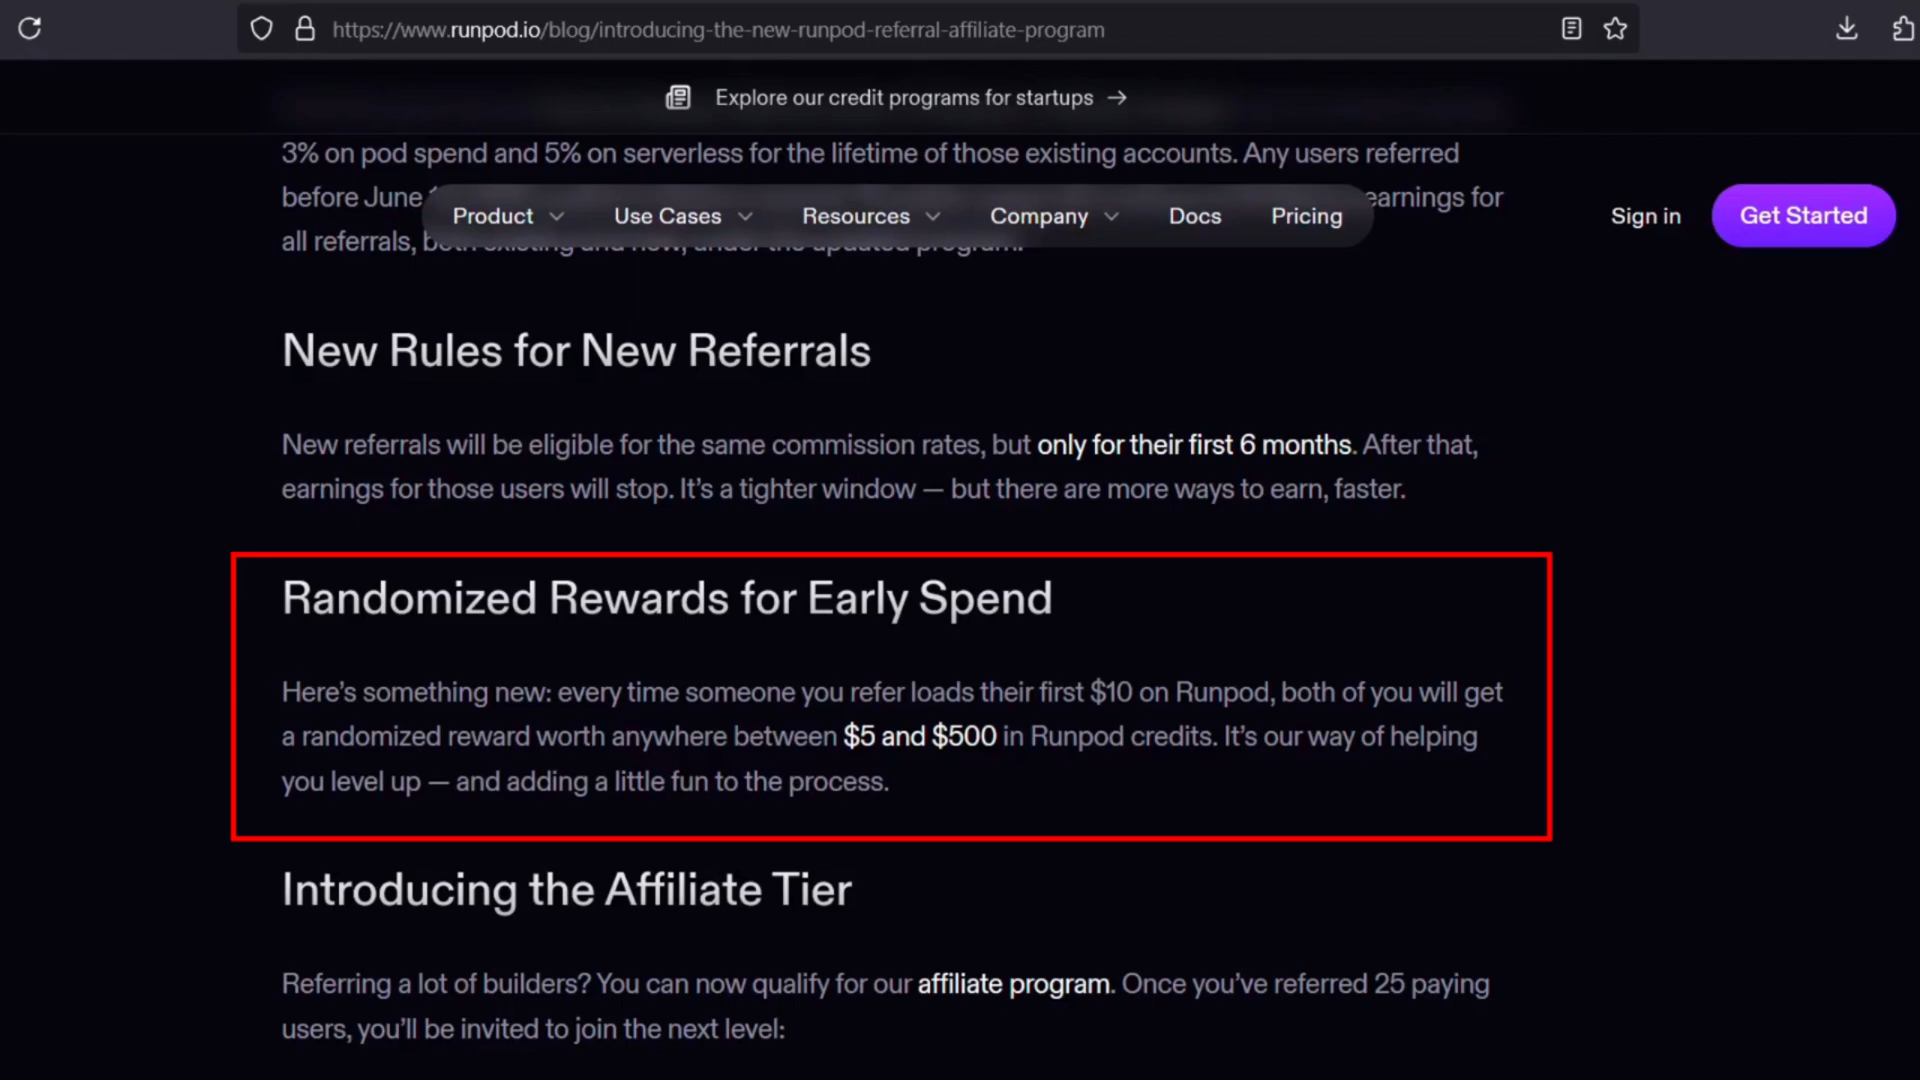 https://www.runpod.io/blog/introducing-the-new-runpod-referral-affiliate-program
Explore our credit programs for startups →
3% on pod spend and 5% on serverless for the lifetime of those existing accounts. Any users referred
before June earnings for
Product Use Cases Resources Company Docs Pricing Sign in Get Started
all referrals, both existing and new, under the updated program.
New Rules for New Referrals
New referrals will be eligible for the same commission rates, but only for their first 6 months. After that,
earnings for those users will stop. It’s a tighter window — but there are more ways to earn, faster.
Randomized Rewards for Early Spend
Here’s something new: every time someone you refer loads their first $10 on Runpod, both of you will get
a randomized reward worth anywhere between $5 and $500 in Runpod credits. It’s our way of helping
you level up — and adding a little fun to the process.
Introducing the Affiliate Tier
Referring a lot of builders? You can now qualify for our affiliate program. Once you’ve referred 25 paying
users, you’ll be invited to join the next level: